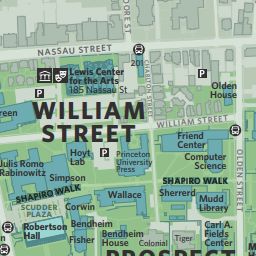 MOORE ST
NASSAU STREET
201
Lewis Center
for the Arts
185 Nassau St
P
CHARLTON STREET
P
Olden
House
WILLIAM
STREET
WILLIAM STREET
Green
Friend
Center
Hoyt
Lab
P
Princeton
University
Press
Computer
Science
Julis Romo
Rabinowitz
Simpson
SHAPIRO WALK
SHAPIRO WALK
OLDEN STREET
Wallace
Sherrerd
SCUDDER
PLAZA
Mudd
Library
Robertson
Hall
Corwin
Bendheim
Fisher
Bendheim
House
PROSPECT
Colonial
Tiger
Carl A.
Fields
Center